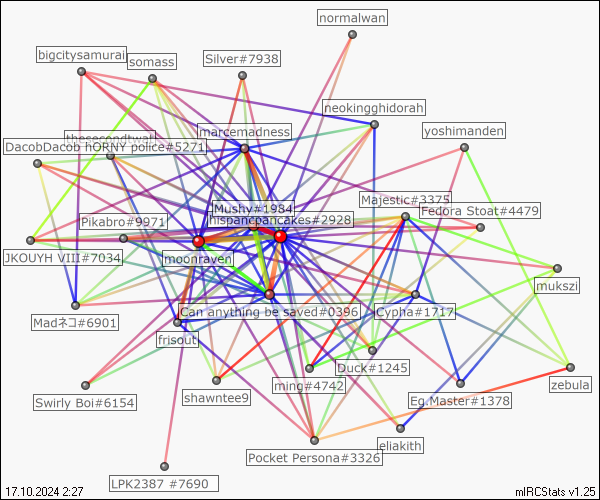 normalwan
bigcitysamurai
somass
Silver#7938
neokingghidorah
yoshimanden
marcemadness
thesecondtwatt
DacobDacob hORNY police#5271
Majestic#3375
Fedora Stoat#4479
Mushy#1984
hispancpancakes#2928
Pikabro#9971
JKOUYH VIII#7034
moonraven
mukszi
Can anything be saved#0396
Cypha#1717
Madネコ#6901
frisout
Duck#1245
ming#4742
zebula
Swirly Boi#6154
shawntee9
Eg.Master#1378
eliakith
Pocket Persona#3326
LPK2387 #7690
17.10.2024 2:27
mIRCStats v1.25